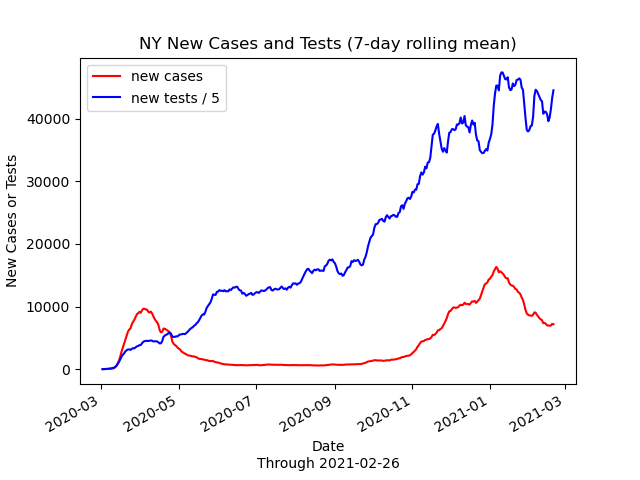 NY New Cases and Tests (7-day rolling mean)
new cases
new tests / 5
New Cases or Tests
40000
30000
20000
10000
0
2020-03
2020-05
2020-07
2020-09
2020-11
2021-01
2021-03
Date
Through 2021-02-26